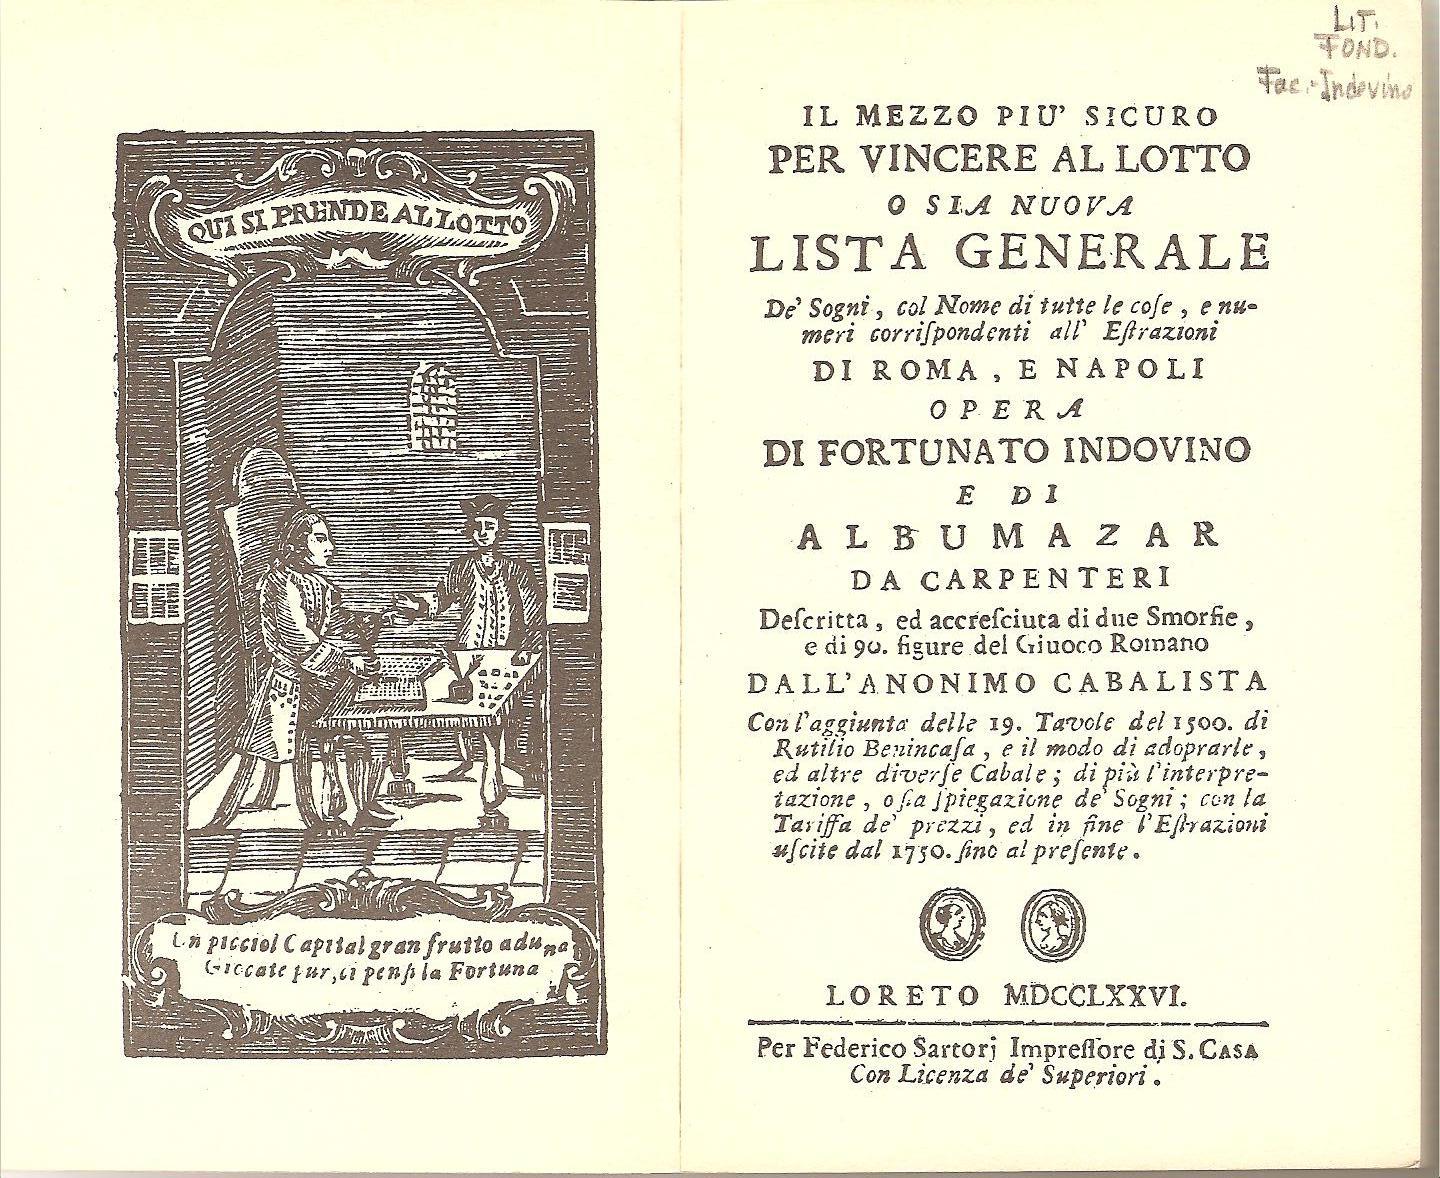 QUI SI PRENDE AL LOTTO
Un picciol Capital gran frutto aduna
Giocate pur, ci pensi la Fortuna
LIT.
FOND.
Fac.-Indovino
IL MEZZO PIU' SICURO
PER VINCERE AL LOTTO
O SIA NUOVA
LISTA GENERALE
De' Sogni, col Nome di tutte le coſe, e nu-
meri corriſpondenti all' Eſtrazioni
DI ROMA, E NAPOLI
OPERA
DI FORTUNATO INDOVINO
E DI
ALBUMAZAR
DA CARPENTERI
Deſcritta, ed accreſciuta di due Smorfie,
e di 90. figure del Giuoco Romano
DALL'ANONIMO CABALISTA
Con l'aggiunta delle 19. Tavole del 1500. di
Rutilio Benincaſa, e il modo di adoprarle,
ed altre diverſe Cabale; di più l'interpre-
tazione, o ſia ſpiegazione de' Sogni; con la
Tariffa de' prezzi, ed in fine l'Eſtrazioni
uſcite dal 1750. ſino al preſente.
LORETO MDCCLXXVI.
Per Federico Sartorj Impreſſore di S. CASA
Con Licenza de' Superiori.